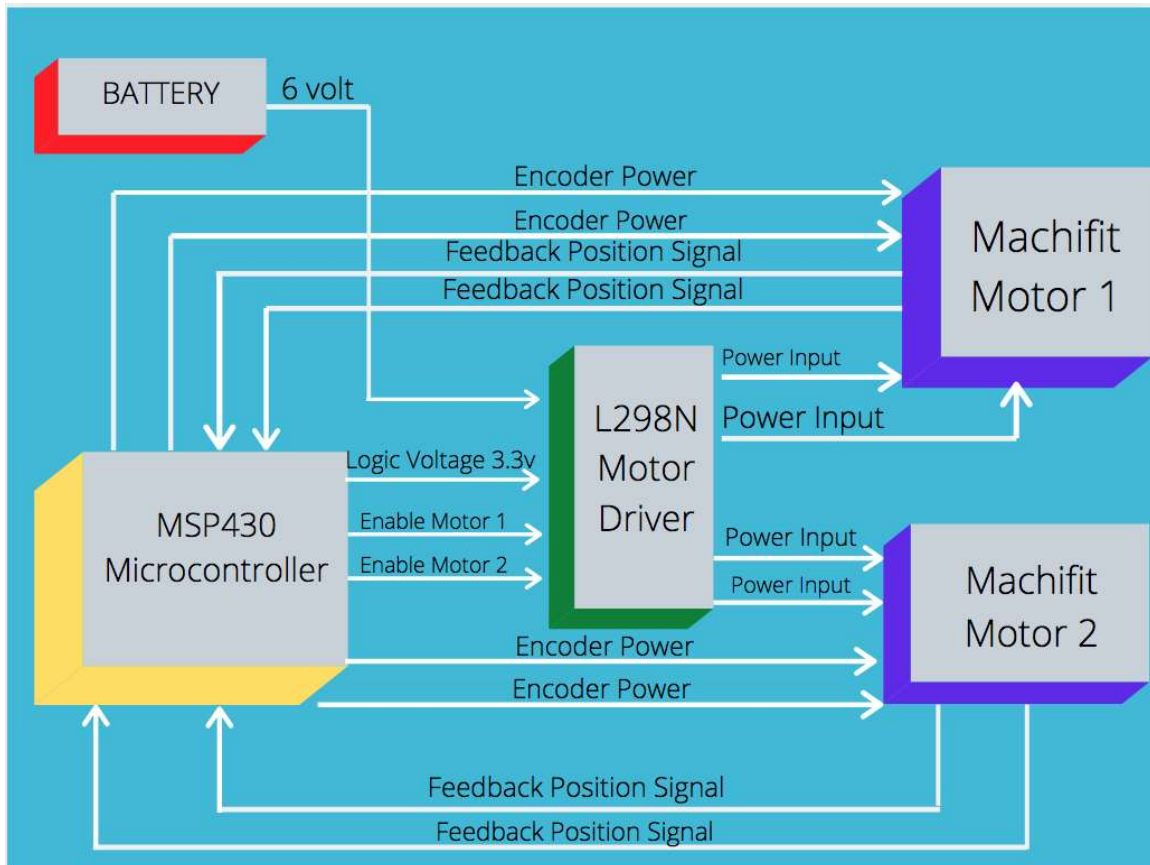 BATTERY
6 volt
Encoder Power
Encoder Power
Feedback Position Signal
Feedback Position Signal
Machifit
Motor 1
Power Input
Power Input
L298N
Motor
Driver
Logic Voltage 3.3v
Enable Motor 1
Enable Motor 2
MSP430
Microcontroller
Power Input
Power Input
Machifit
Motor 2
Encoder Power
Encoder Power
Feedback Position Signal
Feedback Position Signal